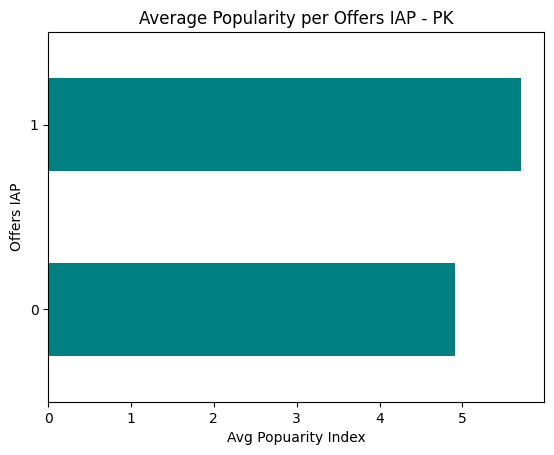 Average Popularity per Offers IAP - PK
Offers IAP
1
0
0 1 2 3 4 5
Avg Popuarity Index